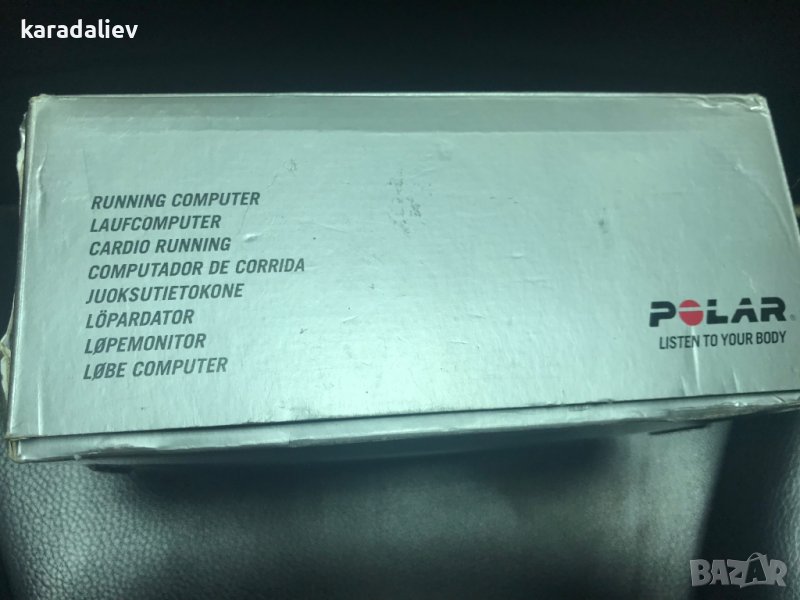 karadaliev
RUNNING COMPUTER
LAUFCOMPUTER
CARDIO RUNNING
COMPUTADOR DE CORRIDA
JUOKSUTIETOKONE
LÖPARDATOR
LØPEMONITOR
LØBE COMPUTER
POLAR®
LISTEN TO YOUR BODY
BAZAR